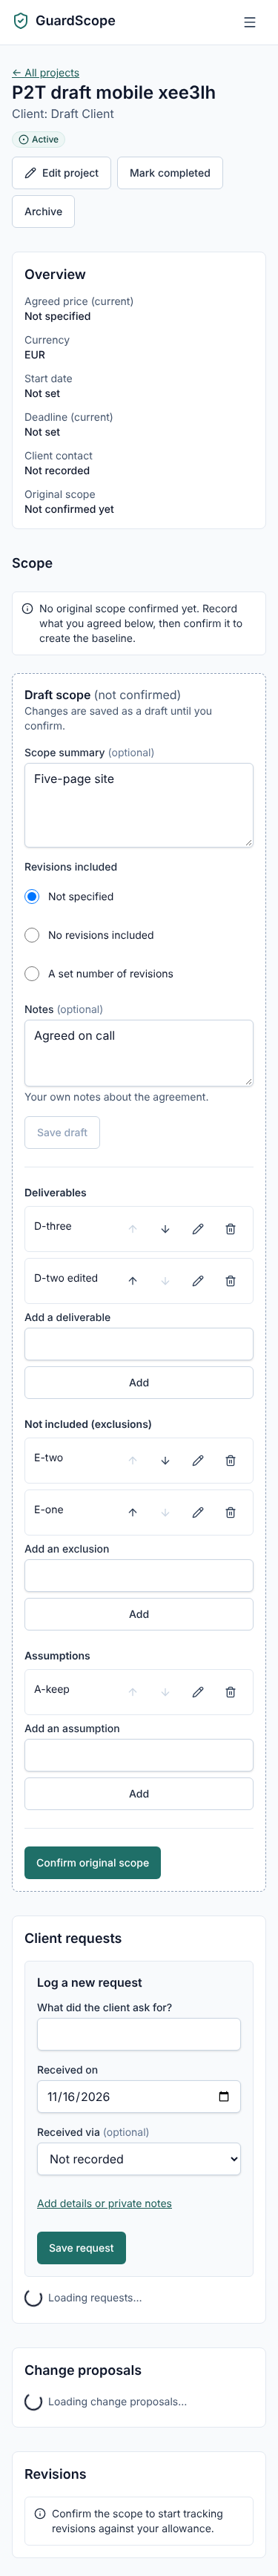 GuardScope
← All projects
P2T draft mobile xee3lh
Client: Draft Client
Active
Edit project
Mark completed
Archive
Overview
Agreed price (current)
Not specified
Currency
EUR
Start date
Not set
Deadline (current)
Not set
Client contact
Not recorded
Original scope
Not confirmed yet
Scope
No original scope confirmed yet. Record
what you agreed below, then confirm it to
create the baseline.
Draft scope (not confirmed)
Changes are saved as a draft until you
confirm.
Scope summary (optional)
Five-page site
Revisions included
Not specified
No revisions included
A set number of revisions
Notes (optional)
Agreed on call
Your own notes about the agreement.
Save draft
Deliverables
D-three
D-two edited
Add a deliverable
Add
Not included (exclusions)
E-two
E-one
Add an exclusion
Add
Assumptions
A-keep
Add an assumption
Add
Confirm original scope
Client requests
Log a new request
What did the client ask for?
Received on
11/16/2026
Received via (optional)
Not recorded
Add details or private notes
Save request
Loading requests...
Change proposals
Loading change proposals...
Revisions
Confirm the scope to start tracking
revisions against your allowance.